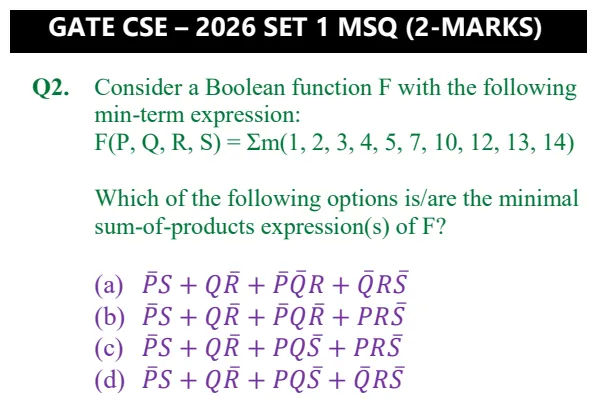 GATE CSE – 2026 SET 1 MSQ (2-MARKS)
Q2. Consider a Boolean function F with the following
min-term expression:
F(P, Q, R, S) = Σm(1, 2, 3, 4, 5, 7, 10, 12, 13, 14)
Which of the following options is/are the minimal
sum-of-products expression(s) of F?
(a) P̄S + QR̄ + P̄Q̄R + Q̄RS̄
(b) P̄S + QR̄ + P̄Q̄R + PRS̄
(c) P̄S + QR̄ + PQS̄ + PRS̄
(d) P̄S + QR̄ + PQS̄ + Q̄RS̄